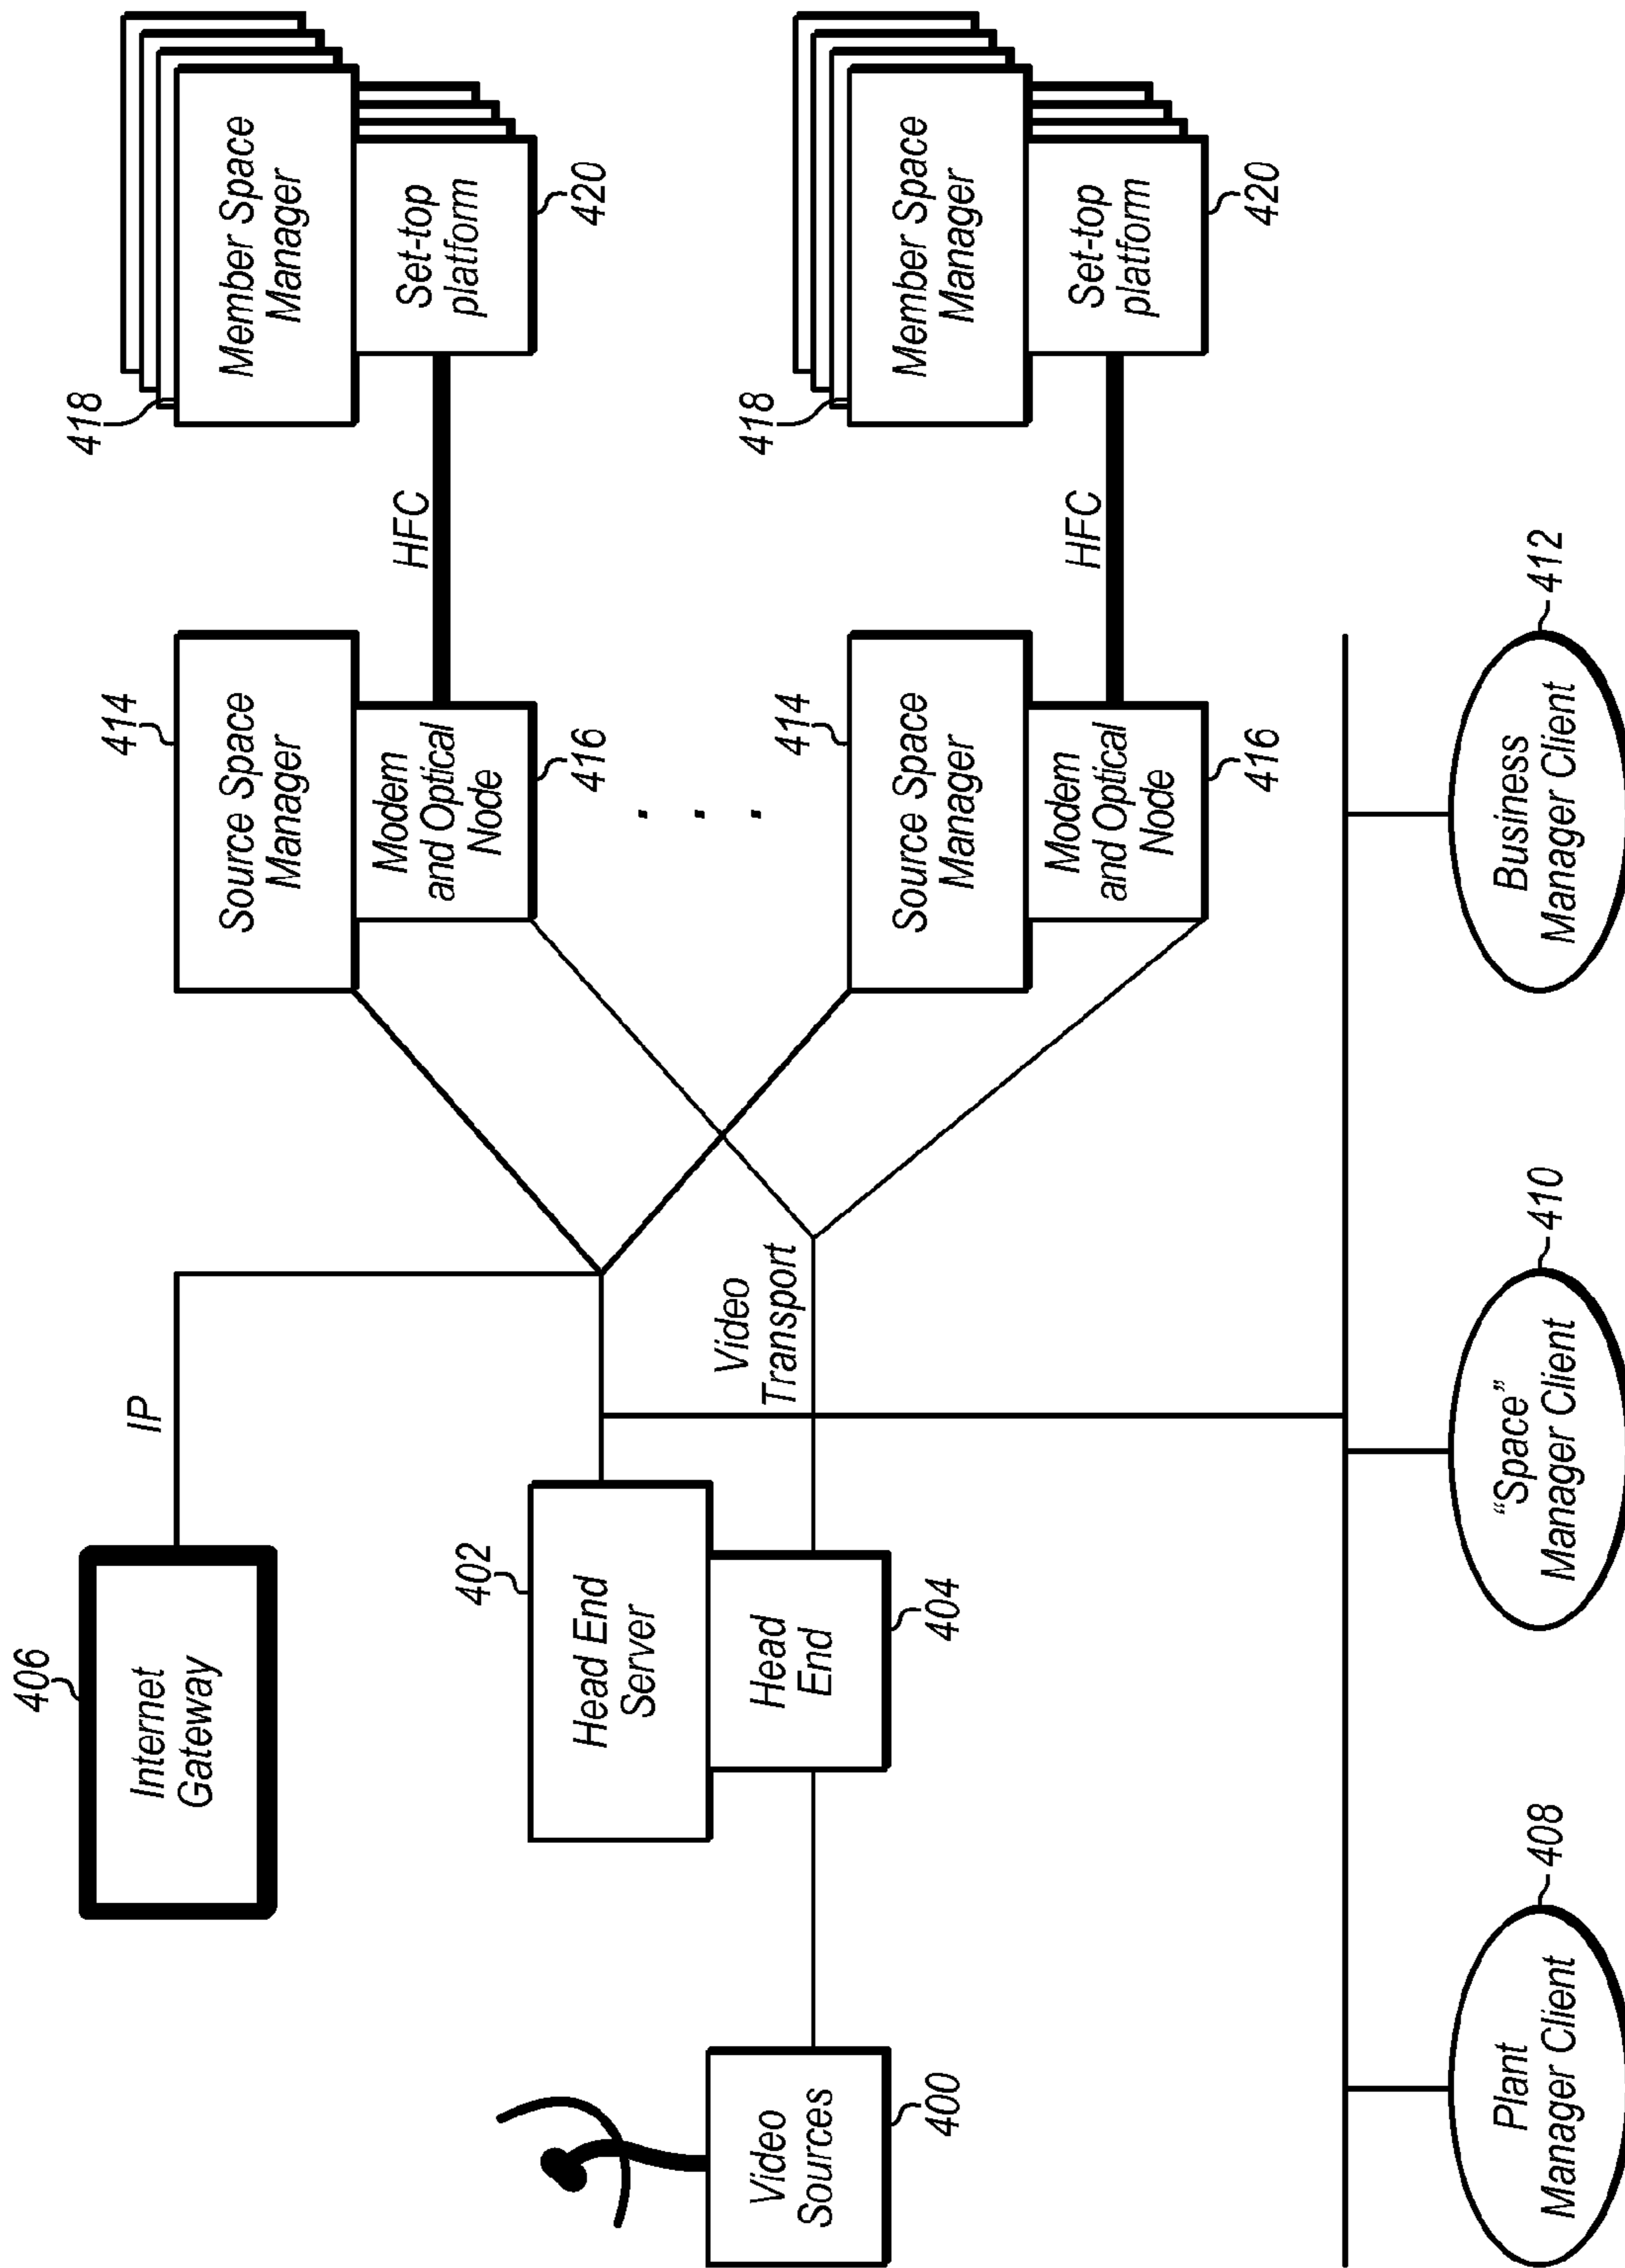 406
Internet
Gateway
IP
414
Source Space
Manager
Modem
and Optical
Node
416
HFC
418
Member Space
Manager
Set-top
platform
420
402
Head End
Server
Head
End
404
Video
Transport
Video
Sources
400
414
Source Space
Manager
Modem
and Optical
Node
416
HFC
418
Member Space
Manager
Set-top
platform
420
Plant
Manager Client
408
“Space”
Manager Client
410
Business
Manager Client
412